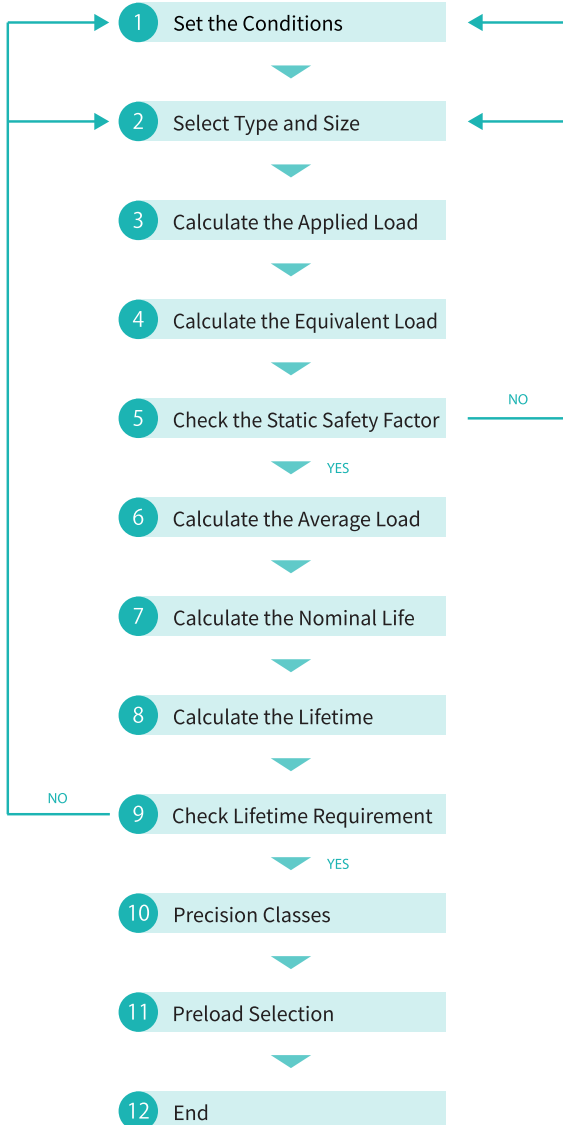 1 Set the Conditions
2 Select Type and Size
3 Calculate the Applied Load
4 Calculate the Equivalent Load
5 Check the Static Safety Factor
NO
YES
6 Calculate the Average Load
7 Calculate the Nominal Life
8 Calculate the Lifetime
NO
9 Check Lifetime Requirement
YES
10 Precision Classes
11 Preload Selection
12 End